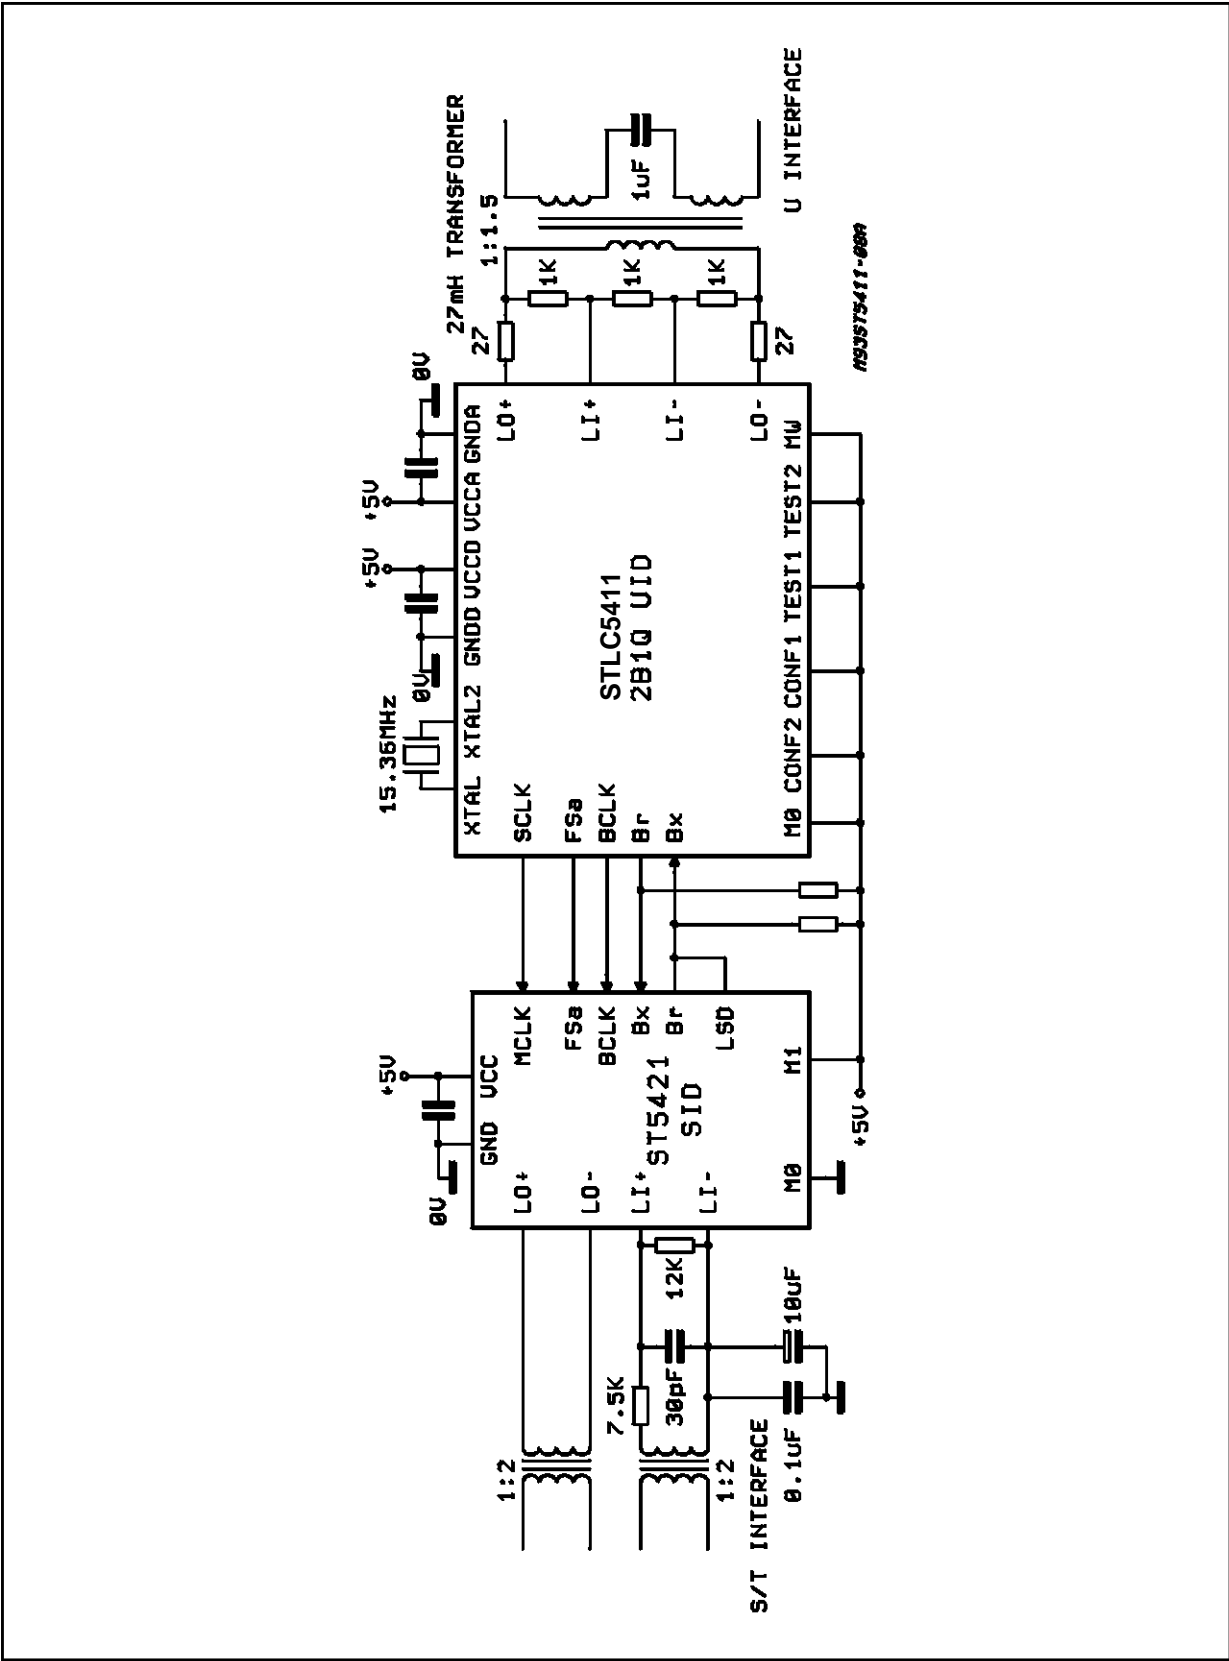 27mH TRANSFORMER
1:1.5
U INTERFACE
1uF
1K
1K
1K
27
27
M93ST5411-08A
+5V
+5V
0V
0V
15.36MHz
XTAL
XTAL2
GNDD
VCCD
VCCA
GNDA
LO+
LI+
LI-
LO-
STLC5411
2B1Q UID
SCLK
FSa
BCLK
Br
Bx
M0
CONF2
CONF1
TEST1
TEST2
MW
+5V
0V
GND
VCC
MCLK
FSa
BCLK
Bx
Br
LSD
ST5421
SID
LO+
LO-
LI+
LI-
M0
M1
+5V
12K
10uF
7.5K
30pF
0.1uF
1:2
1:2
S/T INTERFACE